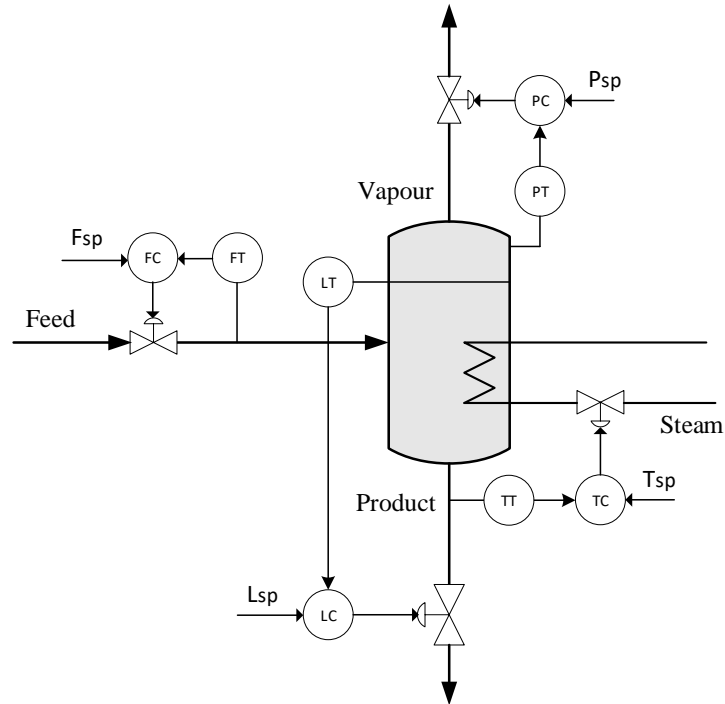 PC
Psp
PT
Vapour
Fsp
FC
FT
LT
Feed
Steam
Product
TT
TC
Tsp
Lsp
LC